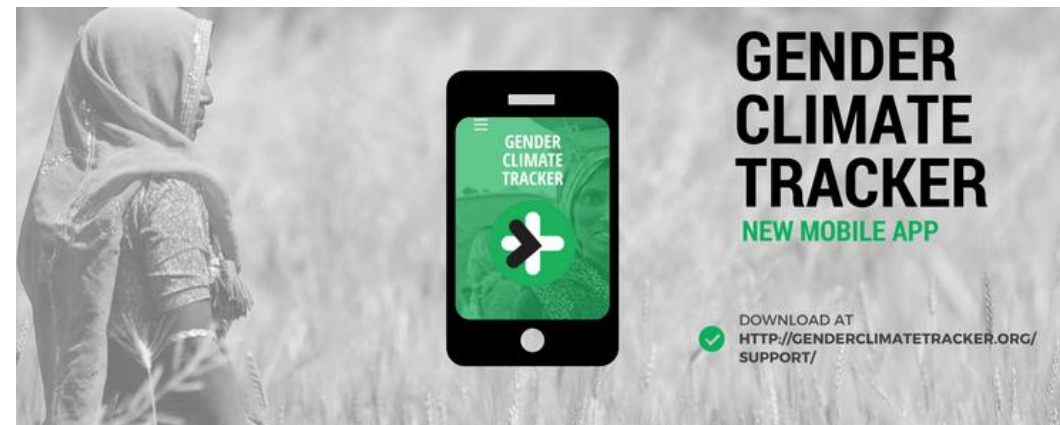 GENDER
CLIMATE
TRACKER
GENDER
CLIMATE
TRACKER
NEW MOBILE APP
DOWNLOAD AT
HTTP://GENDERCLIMATETRACKER.ORG/
SUPPORT/